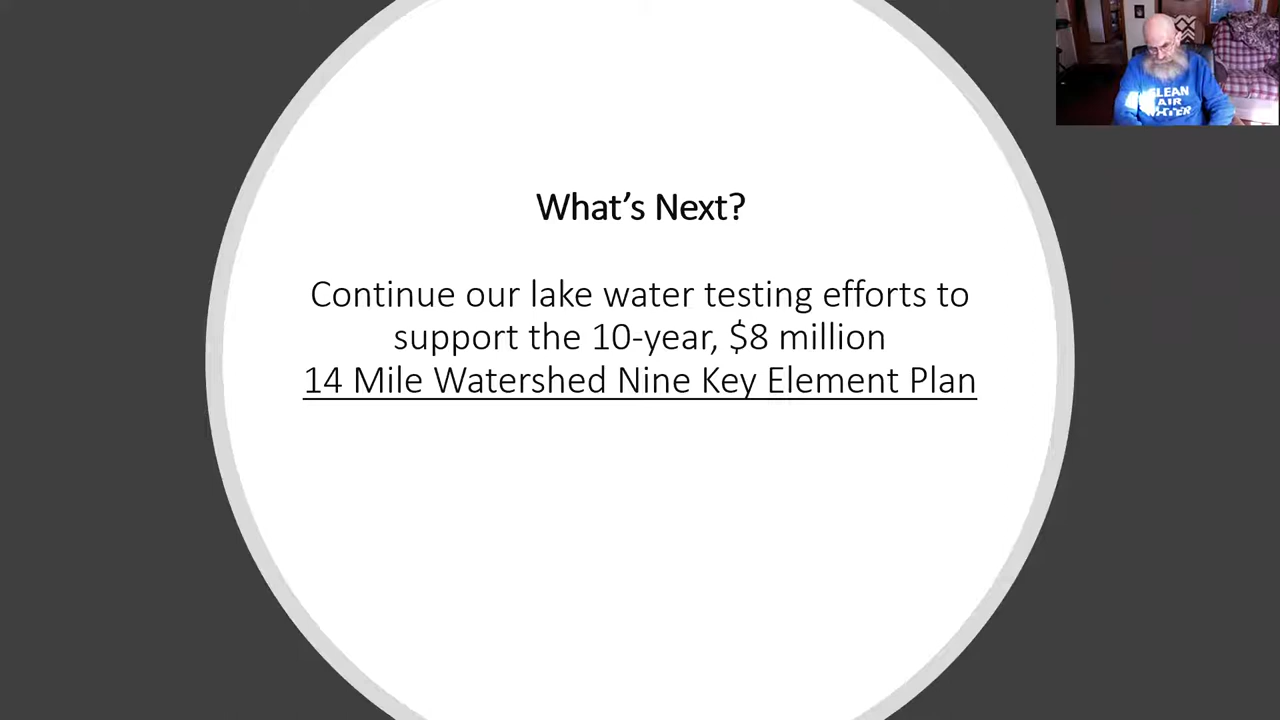 What's Next?
Continue our lake water testing efforts to
support the 10-year, $8 million
14 Mile Watershed Nine Key Element Plan
CLEAN
AIR
WATER